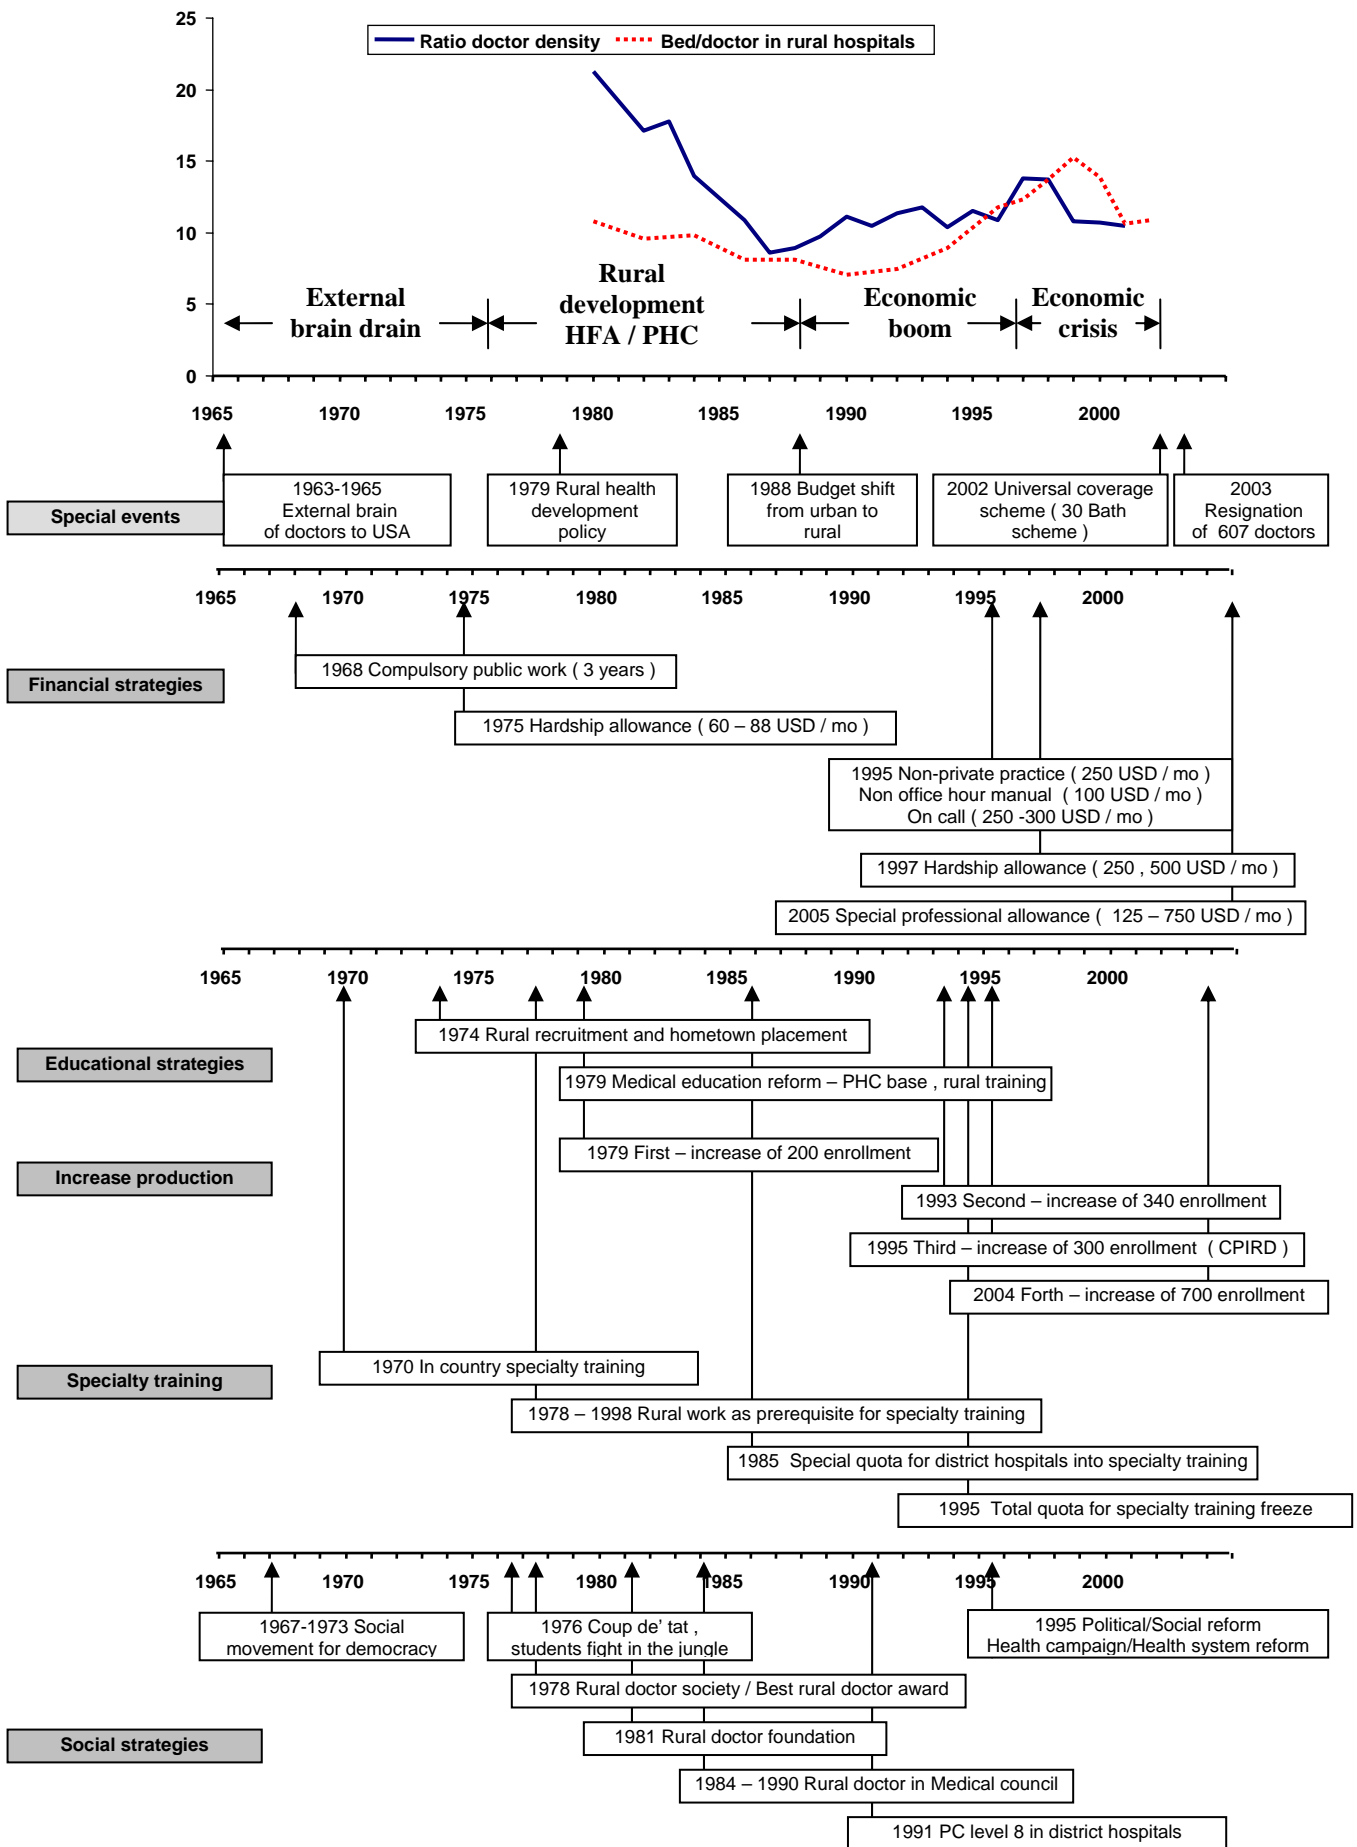 25
20
15
10
5
0
Ratio doctor density
Bed/doctor in rural hospitals
External
brain drain
Rural
development
HFA / PHC
Economic
boom
Economic
crisis
1965 1970 1975 1980 1985 1990 1995 2000
Special events
1963-1965
External brain
of doctors to USA
1979 Rural health
development
policy
1988 Budget shift
from urban to
rural
2002 Universal coverage
scheme ( 30 Bath
scheme )
2003
Resignation
of 607 doctors
1965 1970 1975 1980 1985 1990 1995 2000
Financial strategies
1968 Compulsory public work ( 3 years )
1975 Hardship allowance ( 60 – 88 USD / mo )
1995 Non-private practice ( 250 USD / mo )
Non office hour manual ( 100 USD / mo )
On call ( 250 -300 USD / mo )
1997 Hardship allowance ( 250 , 500 USD / mo )
2005 Special professional allowance ( 125 – 750 USD / mo )
1965 1970 1975 1980 1985 1990 1995 2000
Educational strategies
1974 Rural recruitment and hometown placement
1979 Medical education reform – PHC base , rural training
Increase production
1979 First – increase of 200 enrollment
1993 Second – increase of 340 enrollment
1995 Third – increase of 300 enrollment ( CPIRD )
2004 Forth – increase of 700 enrollment
Specialty training
1970 In country specialty training
1978 – 1998 Rural work as prerequisite for specialty training
1985 Special quota for district hospitals into specialty training
1995 Total quota for specialty training freeze
1965 1970 1975 1980 1985 1990 1995 2000
1967-1973 Social
movement for democracy
1976 Coup de' tat ,
students fight in the jungle
1995 Political/Social reform
Health campaign/Health system reform
1978 Rural doctor society / Best rural doctor award
Social strategies
1981 Rural doctor foundation
1984 – 1990 Rural doctor in Medical council
1991 PC level 8 in district hospitals